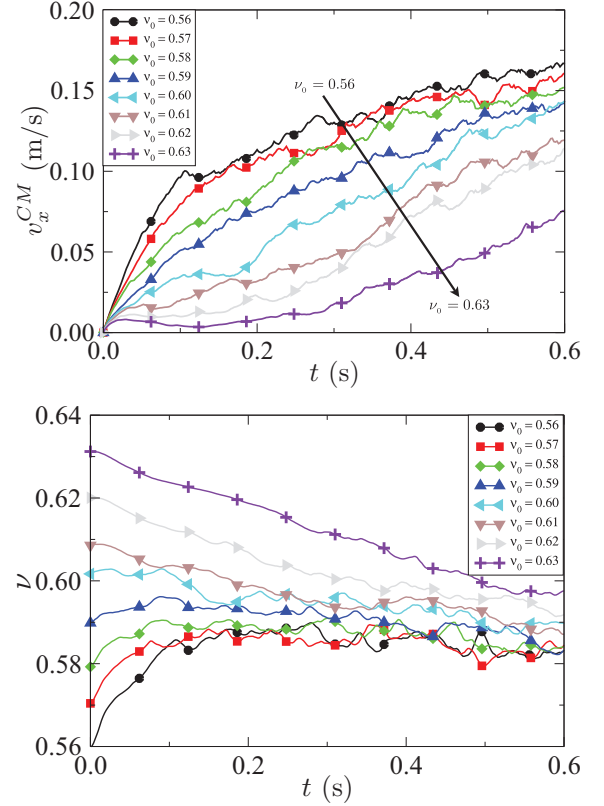 0.20
0.15
0.10
0.05
0.00
v_x^{CM} (m/s)
ν₀ = 0.56
ν₀ = 0.57
ν₀ = 0.58
ν₀ = 0.59
ν₀ = 0.60
ν₀ = 0.61
ν₀ = 0.62
ν₀ = 0.63
ν₀ = 0.56
ν₀ = 0.63
0.0 0.2 0.4 0.6
t (s)
0.64
0.62
0.60
0.58
0.56
ν
ν₀ = 0.56
ν₀ = 0.57
ν₀ = 0.58
ν₀ = 0.59
ν₀ = 0.60
ν₀ = 0.61
ν₀ = 0.62
ν₀ = 0.63
0.0 0.2 0.4 0.6
t (s)